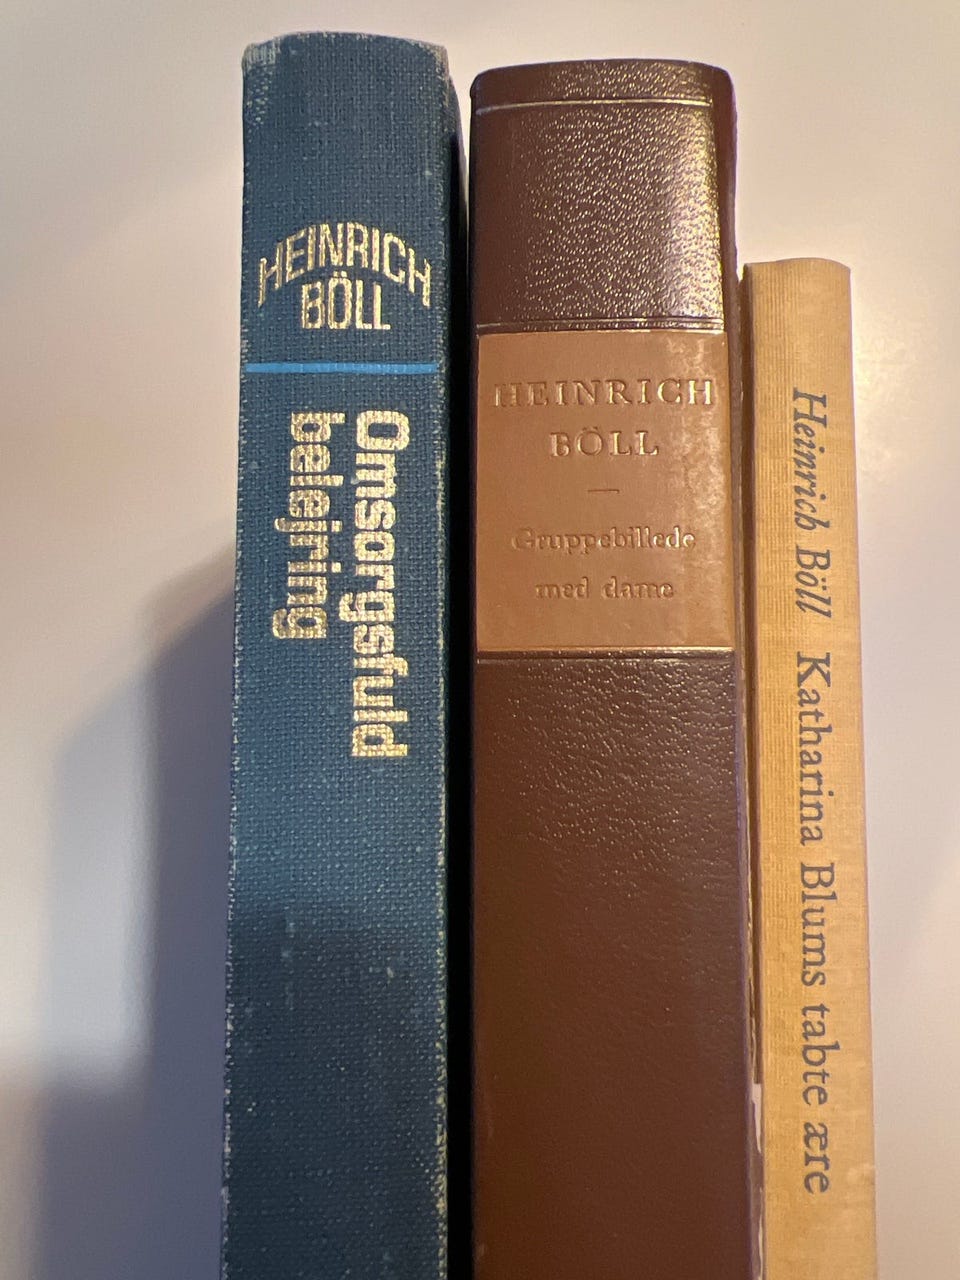 HEINRICH
BÖLL
Omsorgsfuld
belejring
HEINRICH
BÖLL
—
Gruppebillede
med dame
Heinrich Böll Katharina Blums tabte ære